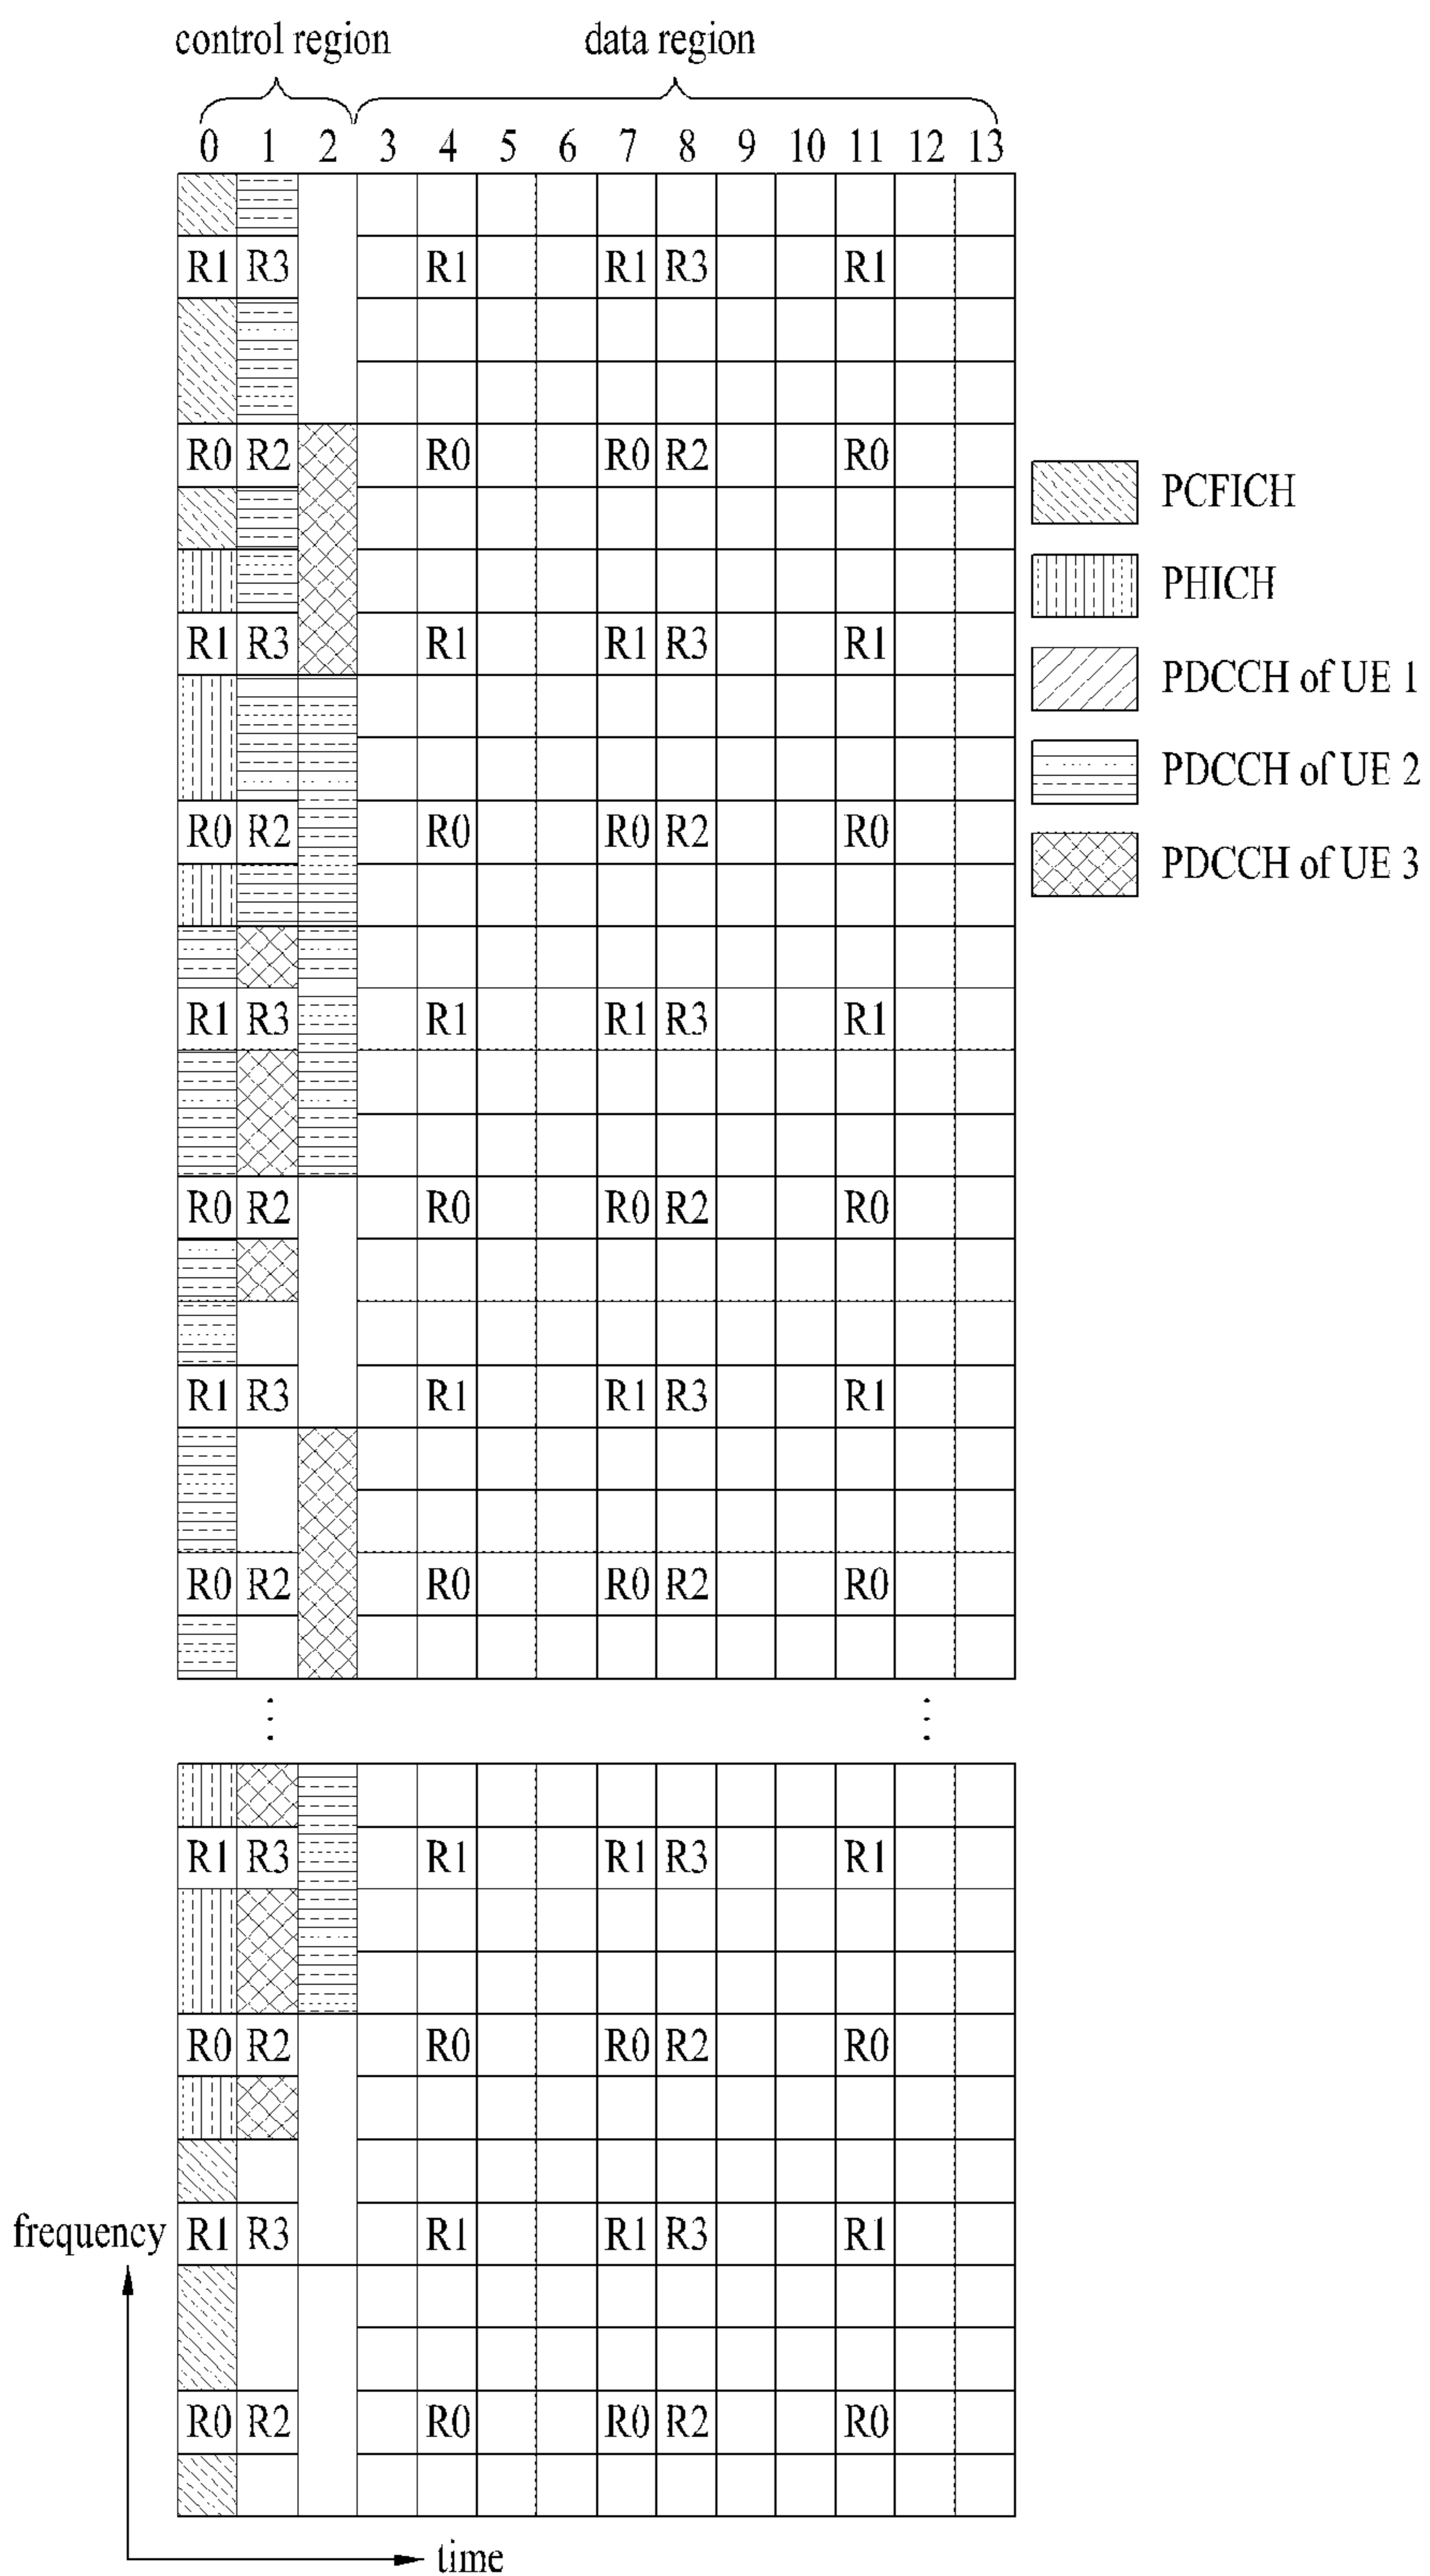 control region data region
0 1 2 3 4 5 6 7 8 9 10 11 12 13
R1 R3 R1 R1 R3 R1
R0 R2 R0 R0 R2 R0
PCFICH
PHICH
R1 R3 R1 R1 R3 R1
PDCCH of UE 1
PDCCH of UE 2
R0 R2 R0 R0 R2 R0
PDCCH of UE 3
R1 R3 R1 R1 R3 R1
R0 R2 R0 R0 R2 R0
R1 R3 R1 R1 R3 R1
R0 R2 R0 R0 R2 R0
R1 R3 R1 R1 R3 R1
R0 R2 R0 R0 R2 R0
frequency R1 R3 R1 R1 R3 R1
R0 R2 R0 R0 R2 R0
time